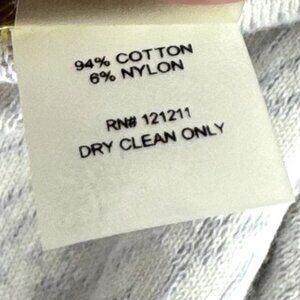 94% COTTON
6% NYLON
RN# 121211
DRY CLEAN ONLY